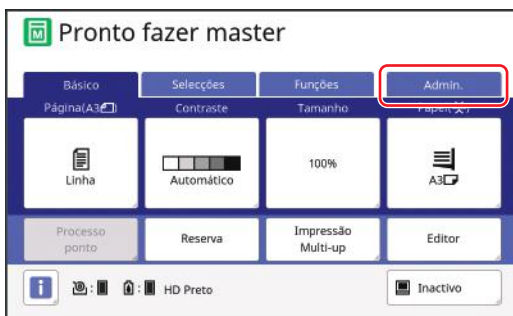 Pronto fazer master
Básico Selecções Funções Admin.
Página(A3) Contraste Tamanho Papel()
Linha Automático 100% A3
Processo ponto Reserva Impressão Multi-up Editor
: : HD Preto Inactivo